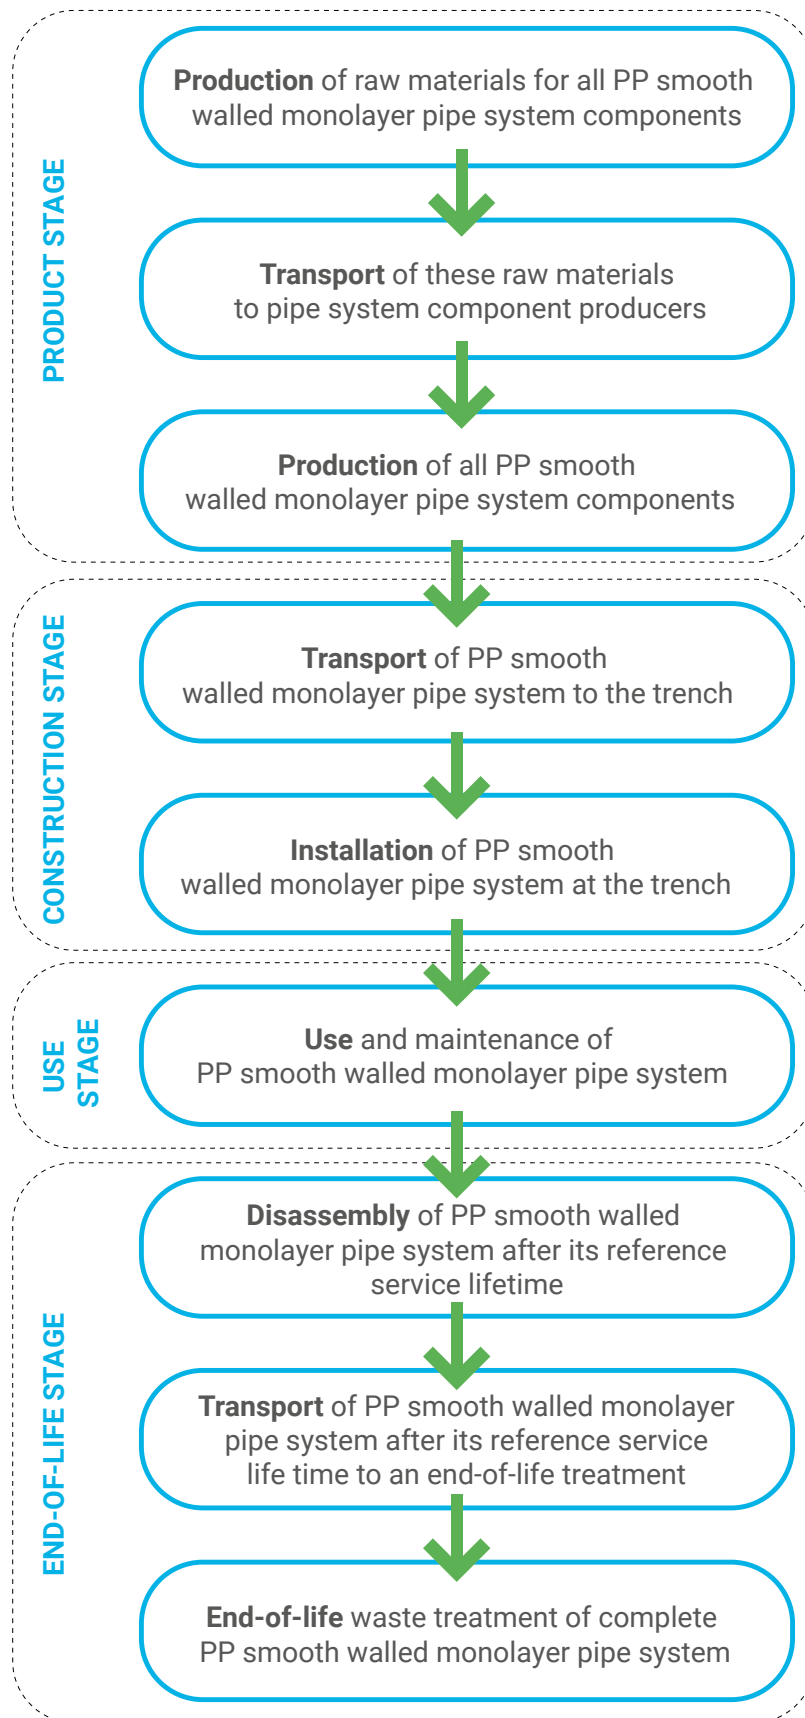 PRODUCT STAGE
Production of raw materials for all PP smooth
walled monolayer pipe system components
Transport of these raw materials
to pipe system component producers
Production of all PP smooth
walled monolayer pipe system components
CONSTRUCTION STAGE
Transport of PP smooth
walled monolayer pipe system to the trench
Installation of PP smooth
walled monolayer pipe system at the trench
USE
STAGE
Use and maintenance of
PP smooth walled monolayer pipe system
END-OF-LIFE STAGE
Disassembly of PP smooth walled
monolayer pipe system after its reference
service lifetime
Transport of PP smooth walled monolayer
pipe system after its reference service
life time to an end-of-life treatment
End-of-life waste treatment of complete
PP smooth walled monolayer pipe system